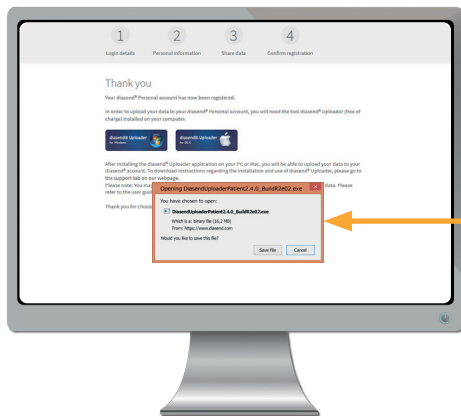 1 2 3 4
Login details Personal information Share data Confirm registration
Thank you
Your diasend® Personal account has now been registered.
In order to upload your data to your diasend® Personal account, you will need the tool diasend® Uploader (free of
charge) installed on your computer.
diasend® Uploader
for Windows
diasend® Uploader
for OS X
After installing the diasend® Uploader application on your PC or Mac, you will be able to upload your data to your
diasend® account. To download instructions regarding the installation and use of diasend® Uploader, please go to
the support tab on our webpage.
Please note: You may data. Please
refer to the user guid
Thank you for choos
Opening DiasendUploaderPatient2.4.0_BuildR2e02.exe
You have chosen to open:
DiasendUploaderPatient2.4.0_BuildR2e02.exe
Which is a: binary file (16,2 MB)
From: https://www.diasend.com
Would you like to save this file?
Save File Cancel